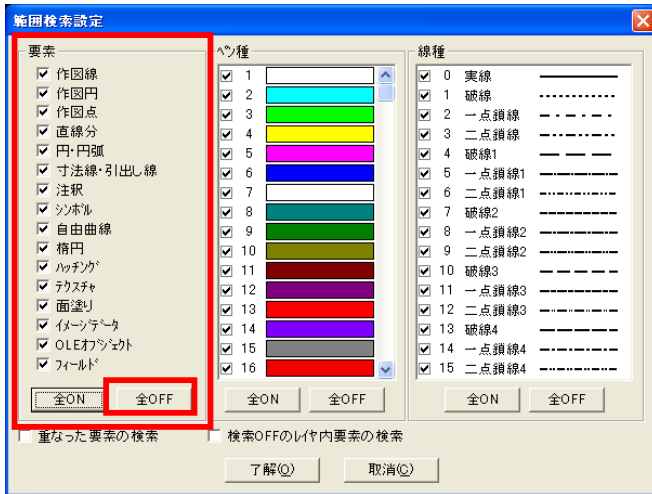 範囲検索設定
要素
作図線
作図円
作図点
直線分
円・円弧
寸法線・引出し線
注釈
シンボル
自由曲線
楕円
ハッチング
テクスチャ
面塗り
イメージデータ
OLEオブジェクト
フィールド
全ON 全OFF
ペン種
1
2
3
4
5
6
7
8
9
10
11
12
13
14
15
16
全ON 全OFF
線種
0 実線
1 破線
2 一点鎖線
3 二点鎖線
4 破線1
5 一点鎖線1
6 二点鎖線1
7 破線2
8 一点鎖線2
9 二点鎖線2
10 破線3
11 一点鎖線3
12 二点鎖線3
13 破線4
14 一点鎖線4
15 二点鎖線4
全ON 全OFF
重なった要素の検索 検索OFFのレイヤ内要素の検索
了解(O) 取消(C)